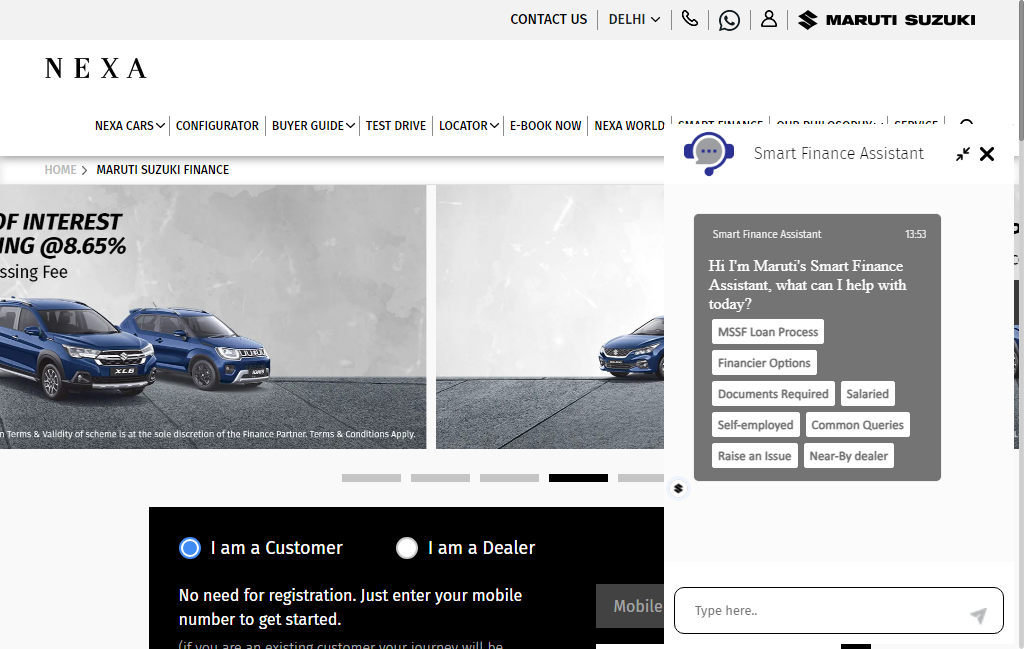 CONTACT US
DELHI
MARUTI SUZUKI
NEXA
NEXA CARS
CONFIGURATOR
BUYER GUIDE
TEST DRIVE
LOCATOR
E-BOOK NOW
NEXA WORLD
SMART FINANCE
OUR PHILOSOPHY
SERVICE
HOME
MARUTI SUZUKI FINANCE
OF INTEREST
ING @8.65%
ssing Fee
XL6
IGNIS
n Terms & Validity of scheme is at the sole discretion of the Finance Partner. Terms & Conditions Apply.
I am a Customer
I am a Dealer
No need for registration. Just enter your mobile
number to get started.
(if you are an existing customer your journey will be
Mobile
Smart Finance Assistant
Smart Finance Assistant
13:53
Hi I'm Maruti's Smart Finance
Assistant, what can I help with
today?
MSSF Loan Process
Financier Options
Documents Required
Salaried
Self-employed
Common Queries
Raise an Issue
Near-By dealer
Type here..